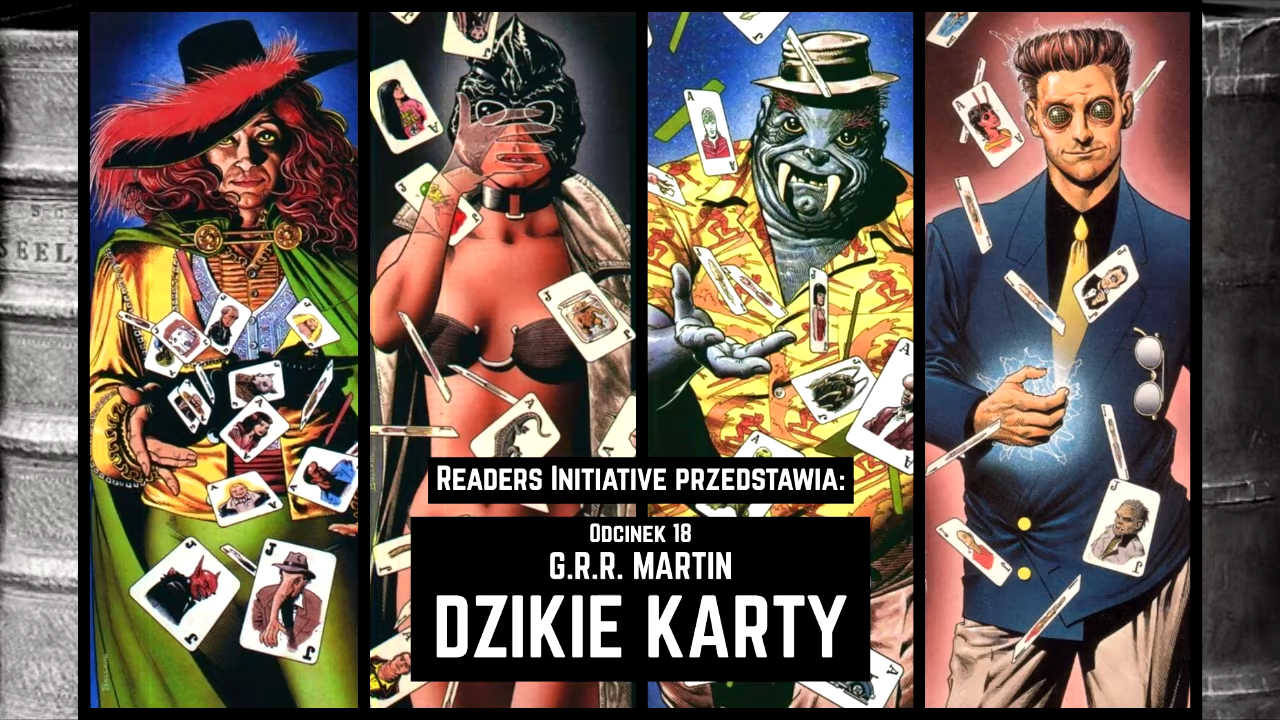 Readers Initiative przedstawia:
Odcinek 18
G.R.R. MARTIN
DZIKIE KARTY